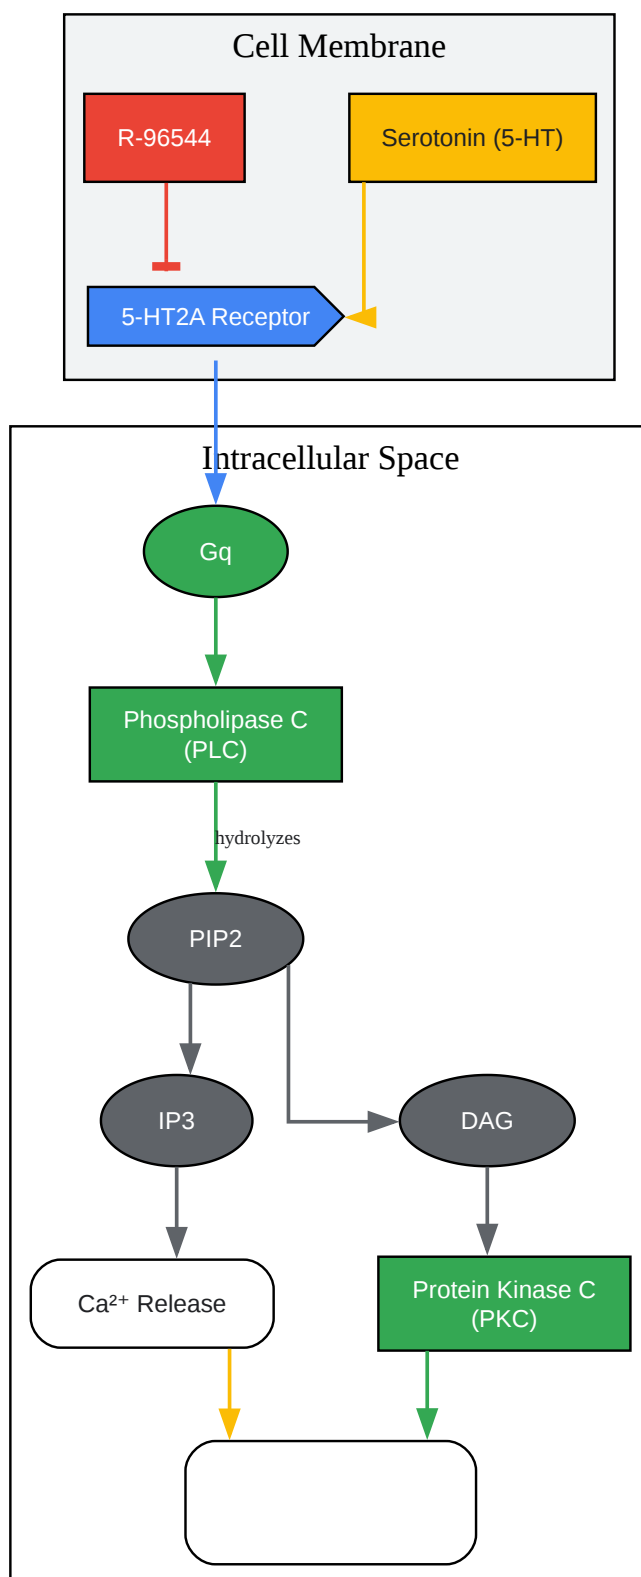 Cell Membrane
R-96544
Serotonin (5-HT)
5-HT2A Receptor
Intracellular Space
Gq
Phospholipase C
(PLC)
hydrolyzes
PIP2
IP3
DAG
Ca²⁺ Release
Protein Kinase C
(PKC)